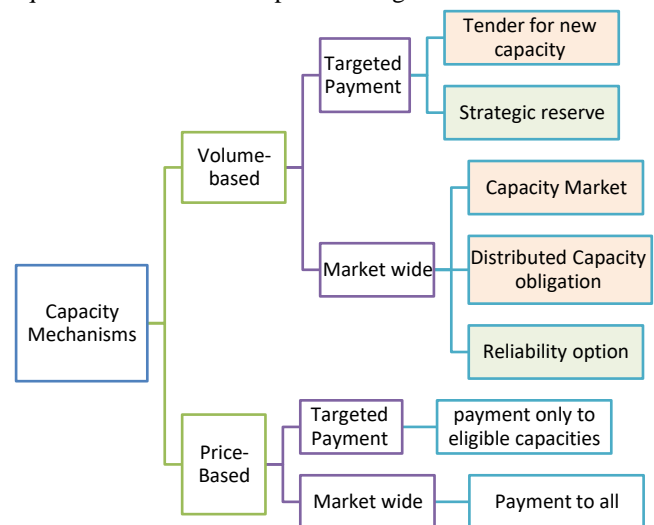 Tender for new
capacity
Targeted
Payment
Strategic reserve
Volume-
based
Capacity Market
Market wide
Distributed Capacity
obligation
Capacity
Mechanisms
Reliability option
Targeted
Payment
payment only to
eligible capacities
Price-
Based
Market wide
Payment to all